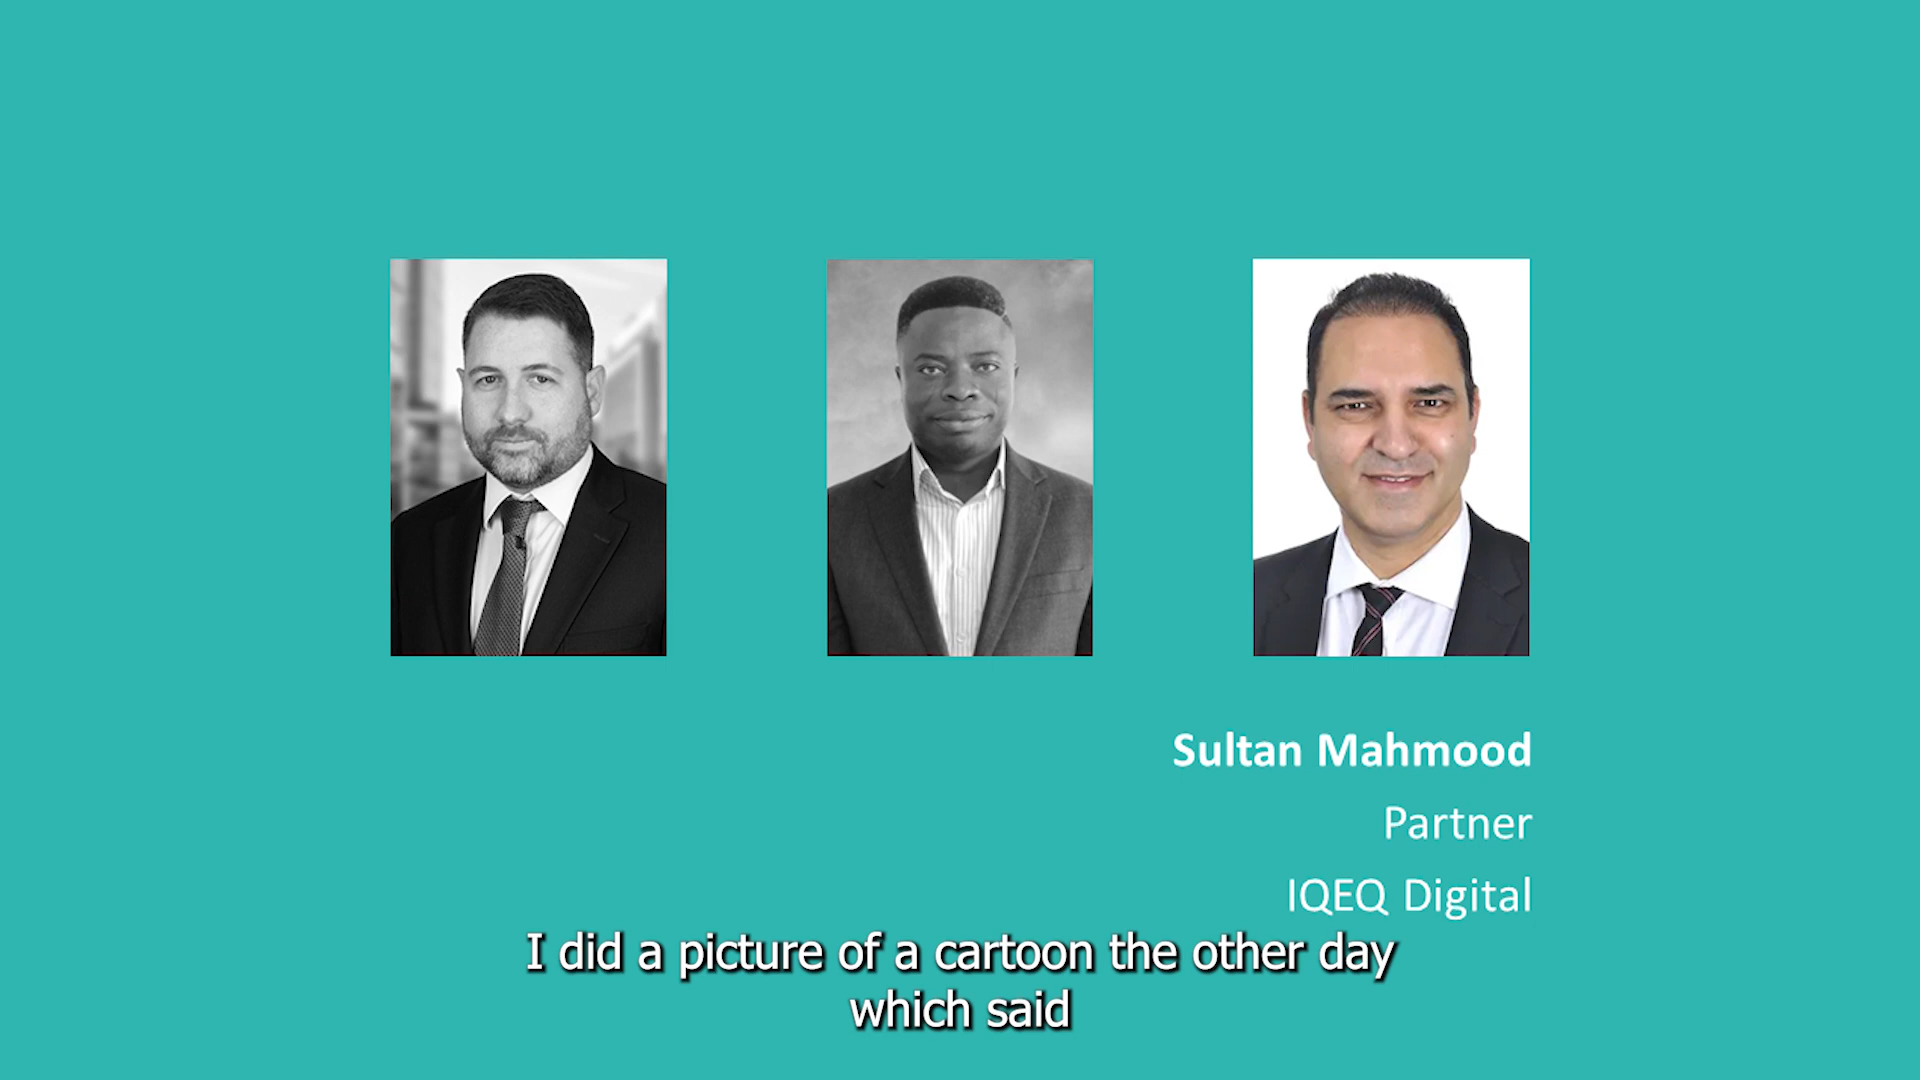 Sultan Mahmood
Partner
IQEQ Digital
I did a picture of a cartoon the other day
which said